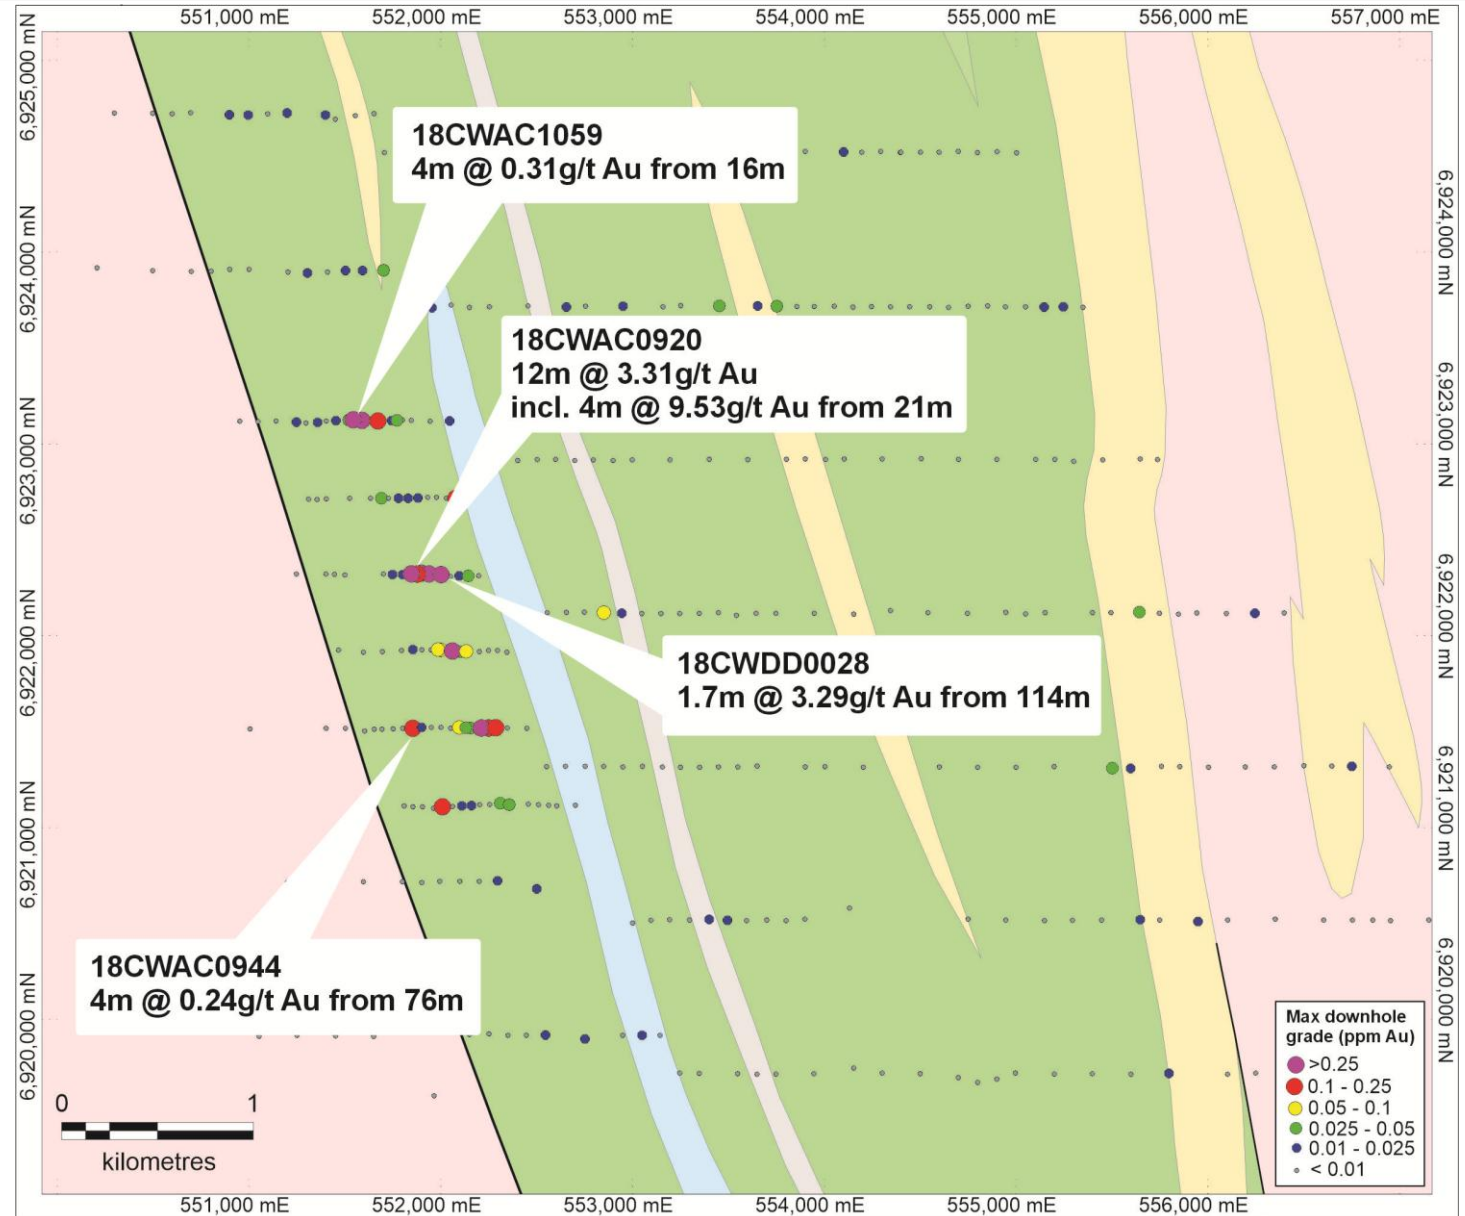 551,000 mE 552,000 mE 553,000 mE 554,000 mE 555,000 mE 556,000 mE 557,000 mE
6,925,000 mN
6,924,000 mN
6,923,000 mN
6,922,000 mN
6,921,000 mN
6,920,000 mN
18CWAC1059
4m @ 0.31g/t Au from 16m
18CWAC0920
12m @ 3.31g/t Au
incl. 4m @ 9.53g/t Au from 21m
18CWDD0028
1.7m @ 3.29g/t Au from 114m
18CWAC0944
4m @ 0.24g/t Au from 76m
6,924,000 mN
6,923,000 mN
6,922,000 mN
6,921,000 mN
6,920,000 mN
Max downhole
grade (ppm Au)
>0.25
0.1 - 0.25
0.05 - 0.1
0.025 - 0.05
0.01 - 0.025
< 0.01
0 1
kilometres
551,000 mE 552,000 mE 553,000 mE 554,000 mE 555,000 mE 556,000 mE